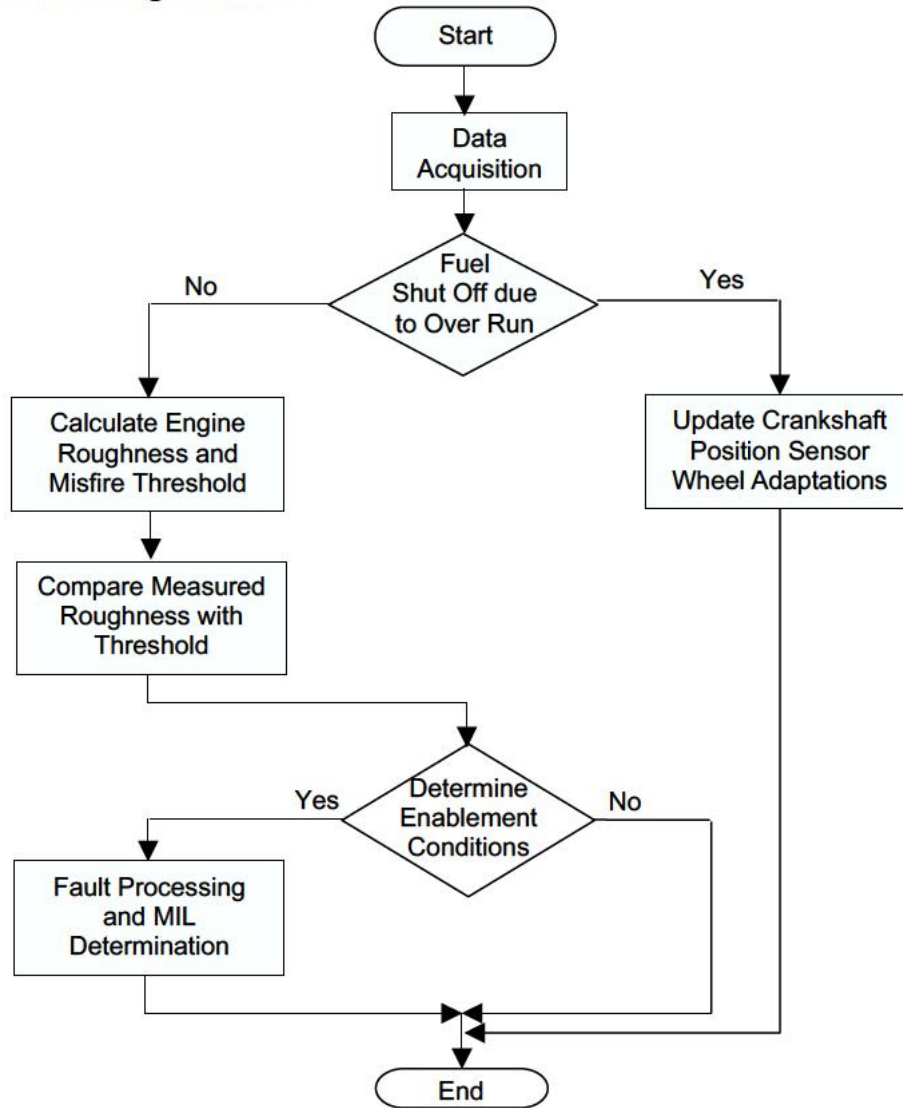 Start
Data
Acquisition
Fuel
Shut Off due
to Over Run
No
Yes
Calculate Engine
Roughness and
Misfire Threshold
Update Crankshaft
Position Sensor
Wheel Adaptations
Compare Measured
Roughness with
Threshold
Determine
Enablement
Conditions
Yes
No
Fault Processing
and MIL
Determination
End